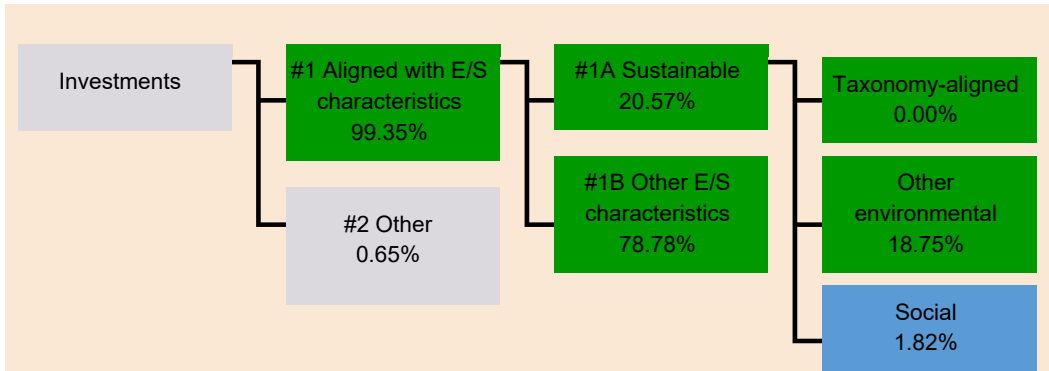 Investments
#1 Aligned with E/S
characteristics
99.35%
#2 Other
0.65%
#1A Sustainable
20.57%
#1B Other E/S
characteristics
78.78%
Taxonomy-aligned
0.00%
Other
environmental
18.75%
Social
1.82%